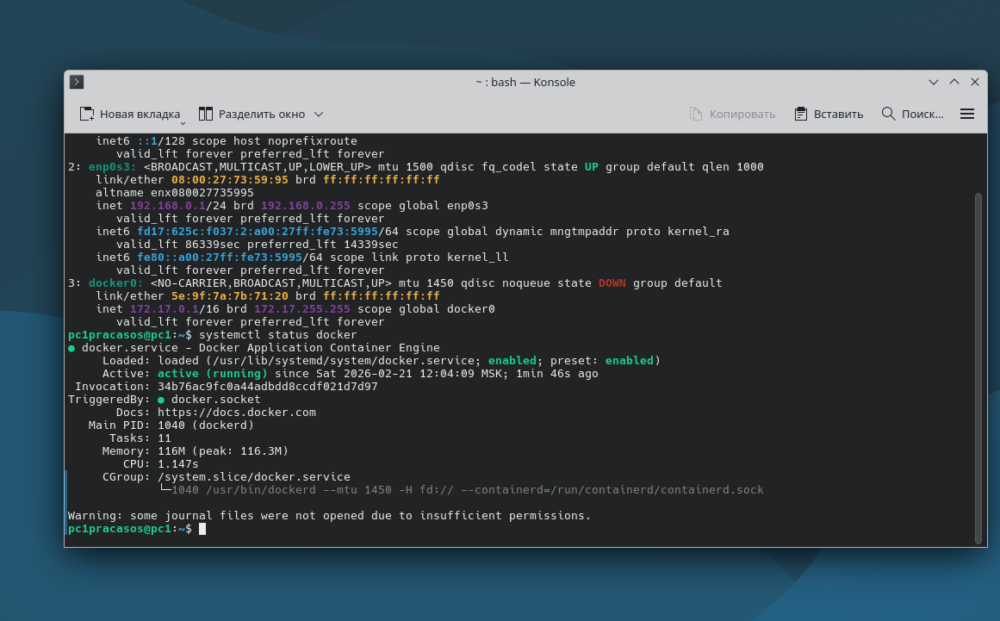 ~ : bash — Konsole
Новая вкладка Разделить окно Копировать Вставить Поиск...
inet6 ::1/128 scope host noprefixroute
valid_lft forever preferred_lft forever
2: enp0s3: <BROADCAST,MULTICAST,UP,LOWER_UP> mtu 1500 qdisc fq_codel state UP group default qlen 1000
link/ether 08:00:27:73:59:95 brd ff:ff:ff:ff:ff:ff
altname enx080027735995
inet 192.168.0.1/24 brd 192.168.0.255 scope global enp0s3
valid_lft forever preferred_lft forever
inet6 fd17:625c:f037:2:a00:27ff:fe73:5995/64 scope global dynamic mngtmpaddr proto kernel_ra
valid_lft 86339sec preferred_lft 14339sec
inet6 fe80::a00:27ff:fe73:5995/64 scope link proto kernel_ll
valid_lft forever preferred_lft forever
3: docker0: <NO-CARRIER,BROADCAST,MULTICAST,UP> mtu 1450 qdisc noqueue state DOWN group default
link/ether 5e:9f:7a:7b:71:20 brd ff:ff:ff:ff:ff:ff
inet 172.17.0.1/16 brd 172.17.255.255 scope global docker0
valid_lft forever preferred_lft forever
pc1pracasos@pc1:~$ systemctl status docker
● docker.service - Docker Application Container Engine
Loaded: loaded (/usr/lib/systemd/system/docker.service; enabled; preset: enabled)
Active: active (running) since Sat 2026-02-21 12:04:09 MSK; 1min 46s ago
Invocation: 34b76ac9fc0a44adbdd8ccdf021d7d97
TriggeredBy: ● docker.socket
Docs: https://docs.docker.com
Main PID: 1040 (dockerd)
Tasks: 11
Memory: 116M (peak: 116.3M)
CPU: 1.147s
CGroup: /system.slice/docker.service
└─1040 /usr/bin/dockerd --mtu 1450 -H fd:// --containerd=/run/containerd/containerd.sock
Warning: some journal files were not opened due to insufficient permissions.
pc1pracasos@pc1:~$